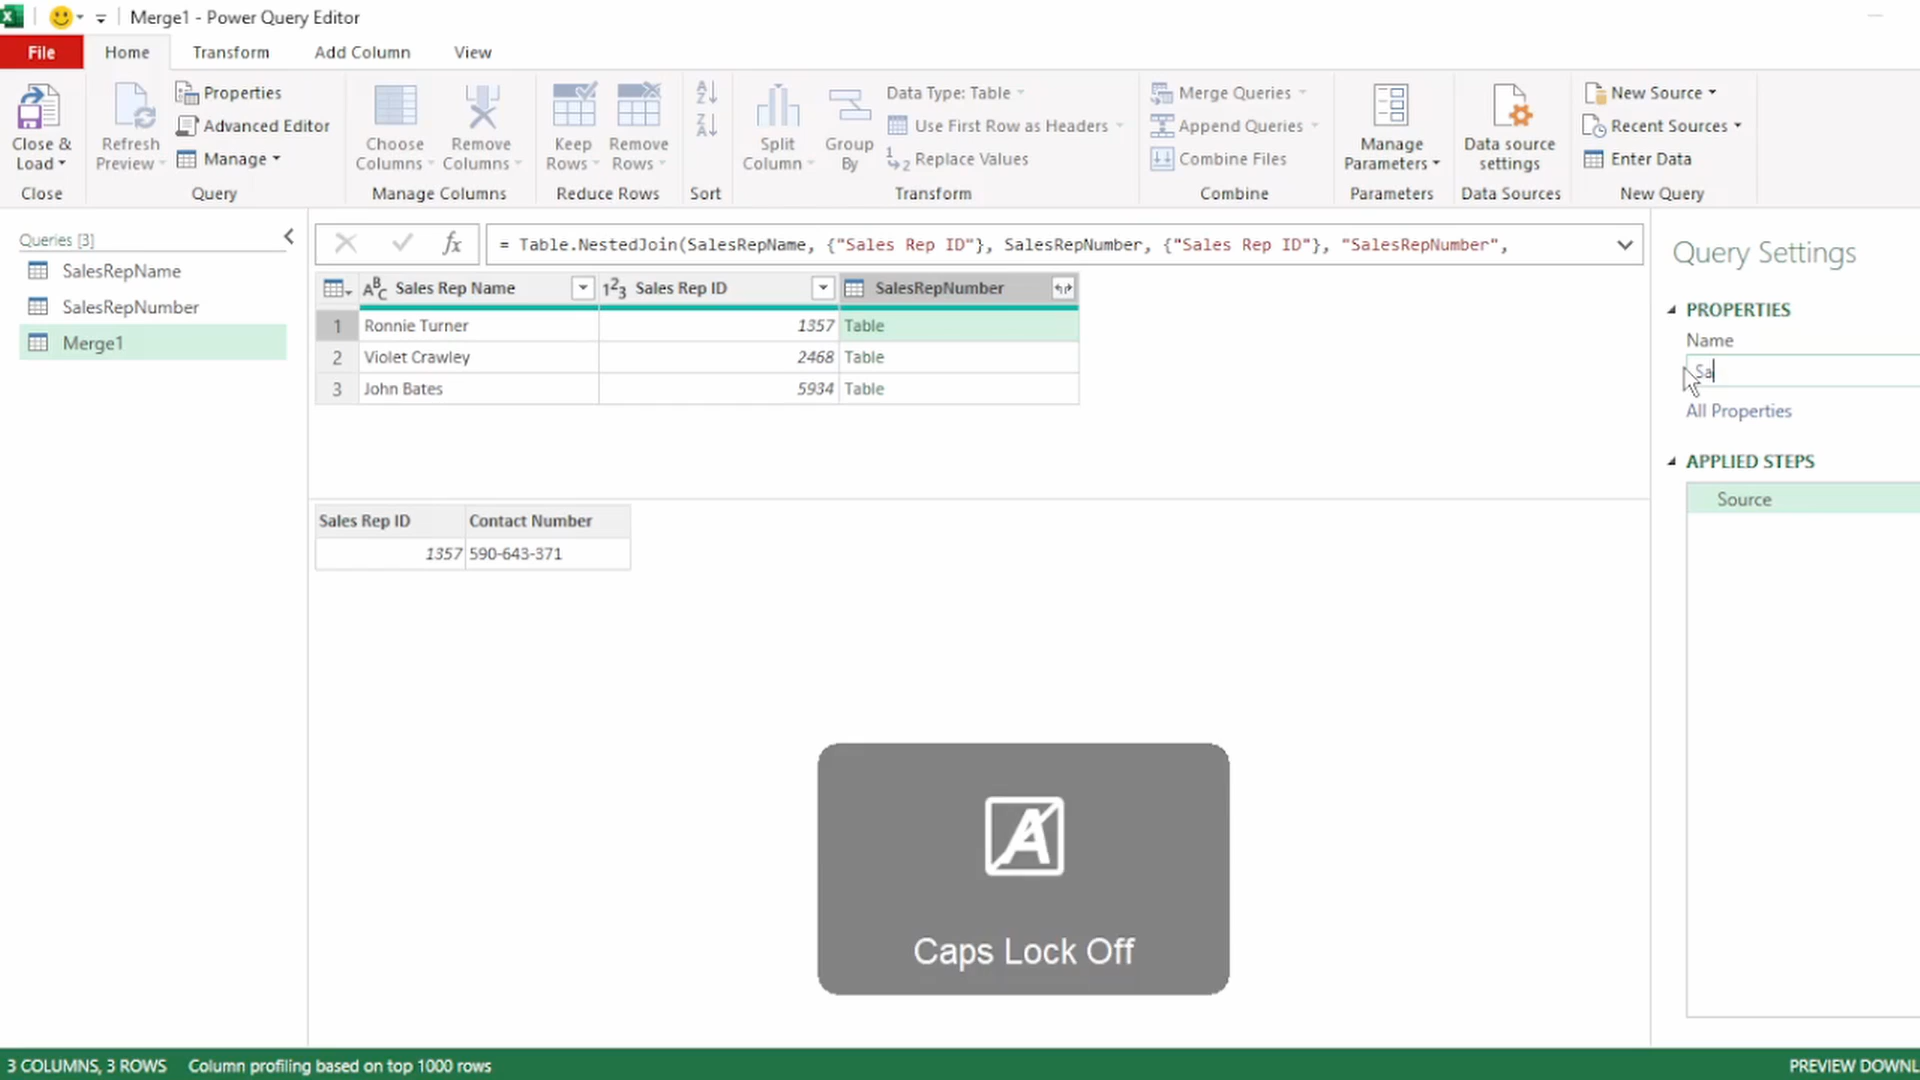 Merge1 - Power Query Editor
File Home Transform Add Column View
Close & Load
Refresh Preview
Properties
Advanced Editor
Manage
Choose Columns
Remove Columns
Keep Rows
Remove Rows
A Z
Z A
Split Column
Group By
Data Type: Table
Use First Row as Headers
1 2 Replace Values
Merge Queries
Append Queries
Combine Files
Manage Parameters
Data source settings
New Source
Recent Sources
Enter Data
Close Query Manage Columns Reduce Rows Sort Transform Combine Parameters Data Sources New Query
Queries [3]
SalesRepName
SalesRepNumber
Merge1
fx = Table.NestedJoin(SalesRepName, {"Sales Rep ID"}, SalesRepNumber, {"Sales Rep ID"}, "SalesRepNumber",
ABC Sales Rep Name 123 Sales Rep ID SalesRepNumber
1 Ronnie Turner 1357 Table
2 Violet Crawley 2468 Table
3 John Bates 5934 Table
Sales Rep ID Contact Number
1357 590-643-371
Query Settings
PROPERTIES
Name
Sa
All Properties
APPLIED STEPS
Source
A
Caps Lock Off
3 COLUMNS, 3 ROWS Column profiling based on top 1000 rows PREVIEW DOWNL